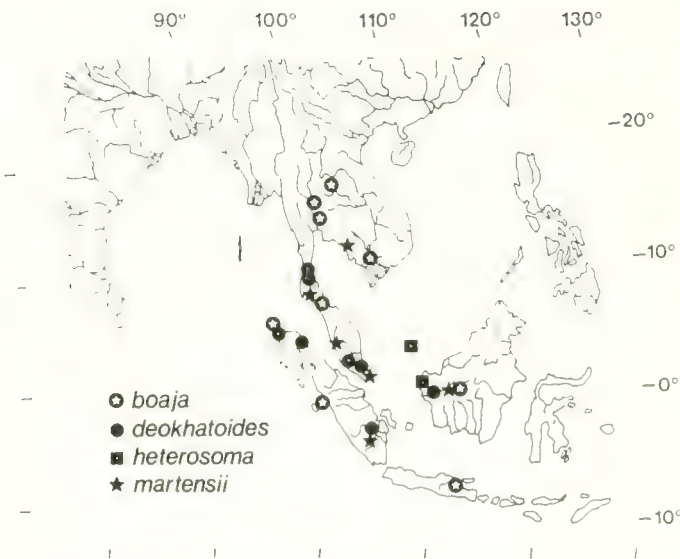 90° 100° 110° 120° 130°
–20°
–10°
–0°
–10°
boaja
deokhatoides
heterosoma
martensii